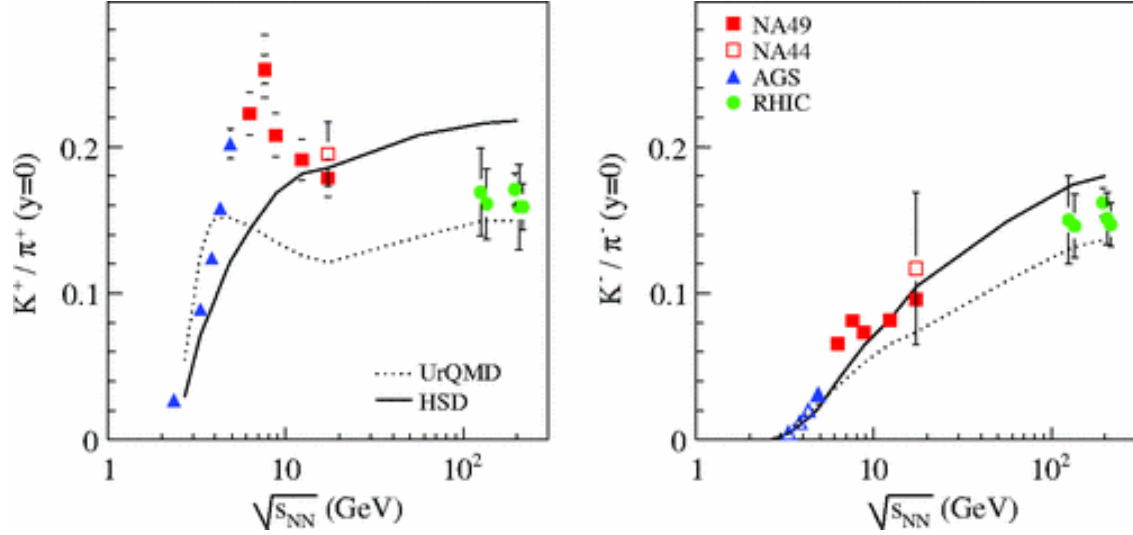 K⁺ / π⁺ (y=0)
0.2
0.1
0
UrQMD
HSD
1
10
10²
√s_NN (GeV)
NA49
NA44
AGS
RHIC
K⁻ / π⁻ (y=0)
0.2
0.1
0
1
10
10²
√s_NN (GeV)